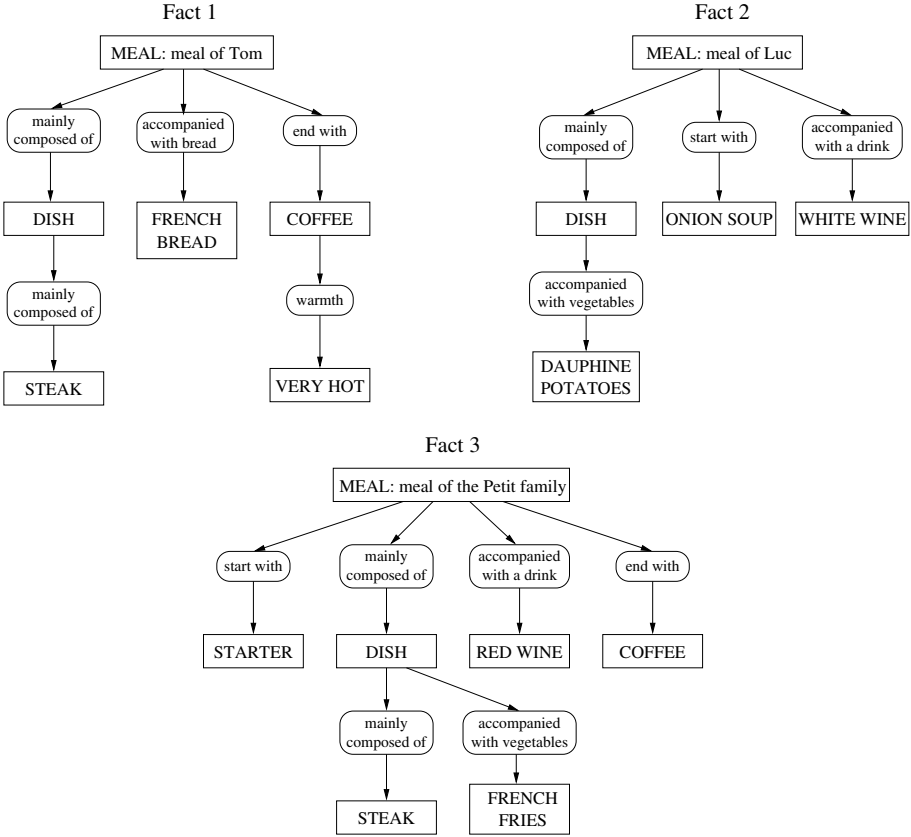 Fact 1
MEAL: meal of Tom
mainly
composed of
accompanied
with bread
end with
DISH
FRENCH
BREAD
COFFEE
mainly
composed of
warmth
STEAK
VERY HOT
Fact 2
MEAL: meal of Luc
mainly
composed of
start with
accompanied
with a drink
DISH
ONION SOUP
WHITE WINE
accompanied
with vegetables
DAUPHINE
POTATOES
Fact 3
MEAL: meal of the Petit family
start with
mainly
composed of
accompanied
with a drink
end with
STARTER
DISH
RED WINE
COFFEE
mainly
composed of
accompanied
with vegetables
STEAK
FRENCH
FRIES